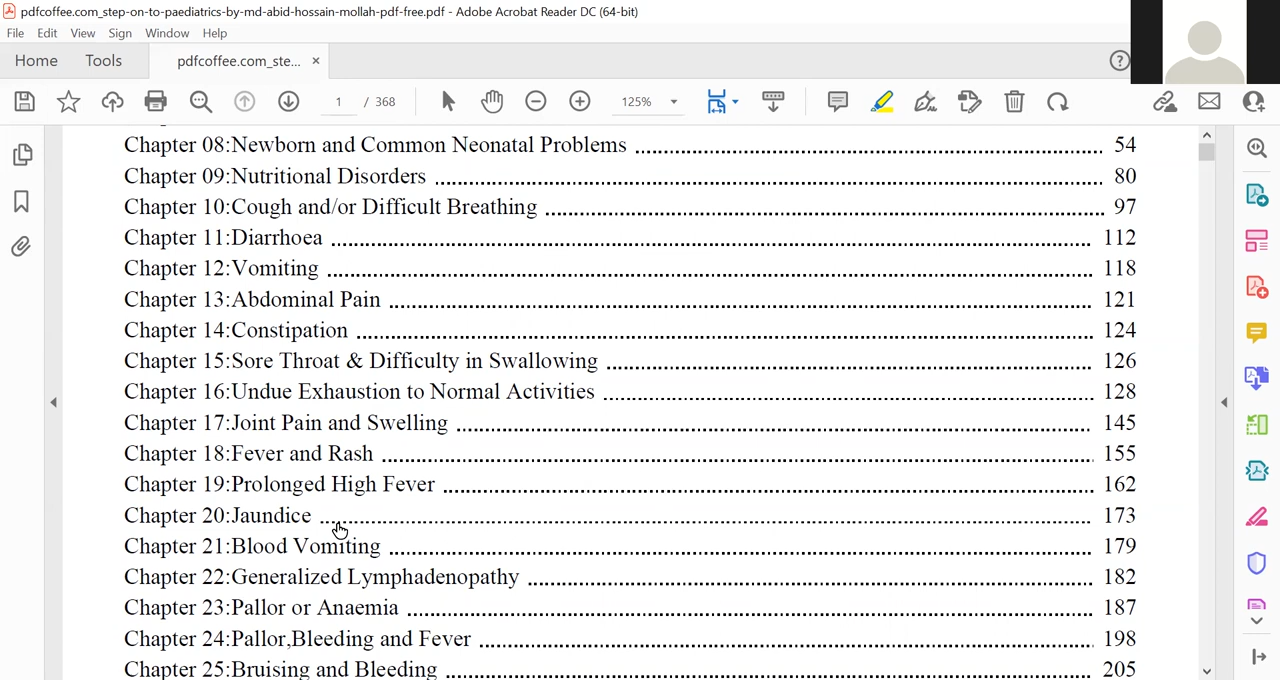 pdfcoffee.com_step-on-to-paediatrics-by-md-abid-hossain-mollah-pdf-free.pdf - Adobe Acrobat Reader DC (64-bit)
File Edit View Sign Window Help
Home Tools pdfcoffee.com_ste... ×
1 / 368 125%
Chapter 08:Newborn and Common Neonatal Problems 54
Chapter 09:Nutritional Disorders 80
Chapter 10:Cough and/or Difficult Breathing 97
Chapter 11:Diarrhoea 112
Chapter 12:Vomiting 118
Chapter 13:Abdominal Pain 121
Chapter 14:Constipation 124
Chapter 15:Sore Throat & Difficulty in Swallowing 126
Chapter 16:Undue Exhaustion to Normal Activities 128
Chapter 17:Joint Pain and Swelling 145
Chapter 18:Fever and Rash 155
Chapter 19:Prolonged High Fever 162
Chapter 20:Jaundice 173
Chapter 21:Blood Vomiting 179
Chapter 22:Generalized Lymphadenopathy 182
Chapter 23:Pallor or Anaemia 187
Chapter 24:Pallor,Bleeding and Fever 198
Chapter 25:Bruising and Bleeding 205